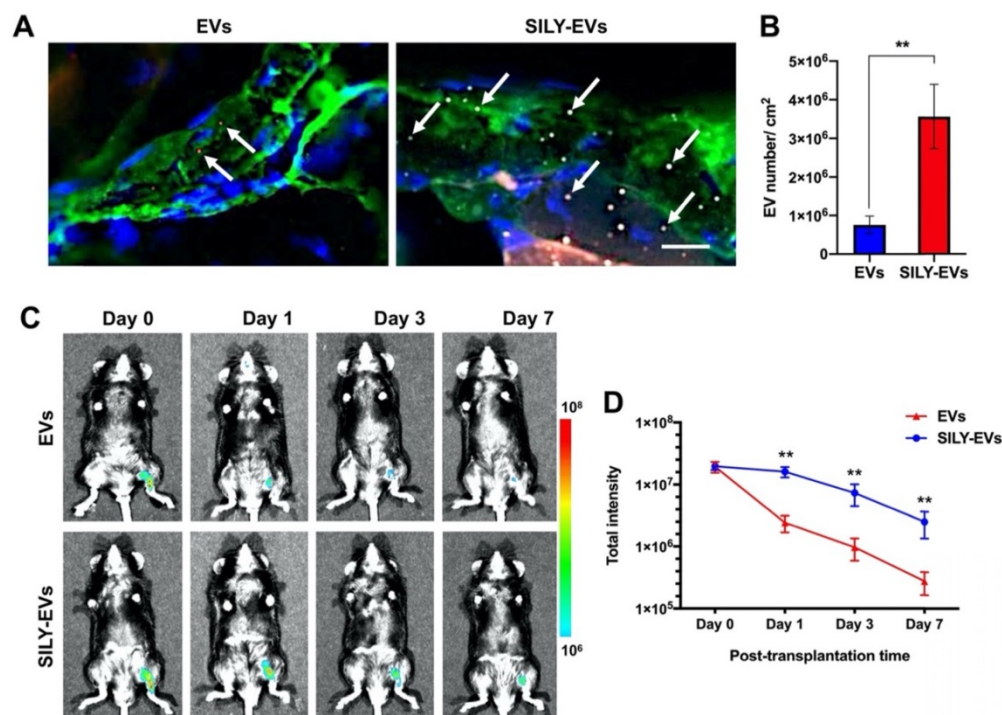 A
EVs
SILY-EVs
B
**
5×10⁶
4×10⁶
3×10⁶
2×10⁶
1×10⁶
0
EV number/ cm²
EVs
SILY-EVs
C
Day 0
Day 1
Day 3
Day 7
EVs
SILY-EVs
10⁸
10⁶
D
EVs
SILY-EVs
1×10⁸
1×10⁷
1×10⁶
1×10⁵
Total intensity
**
**
**
Day 0
Day 1
Day 3
Day 7
Post-transplantation time